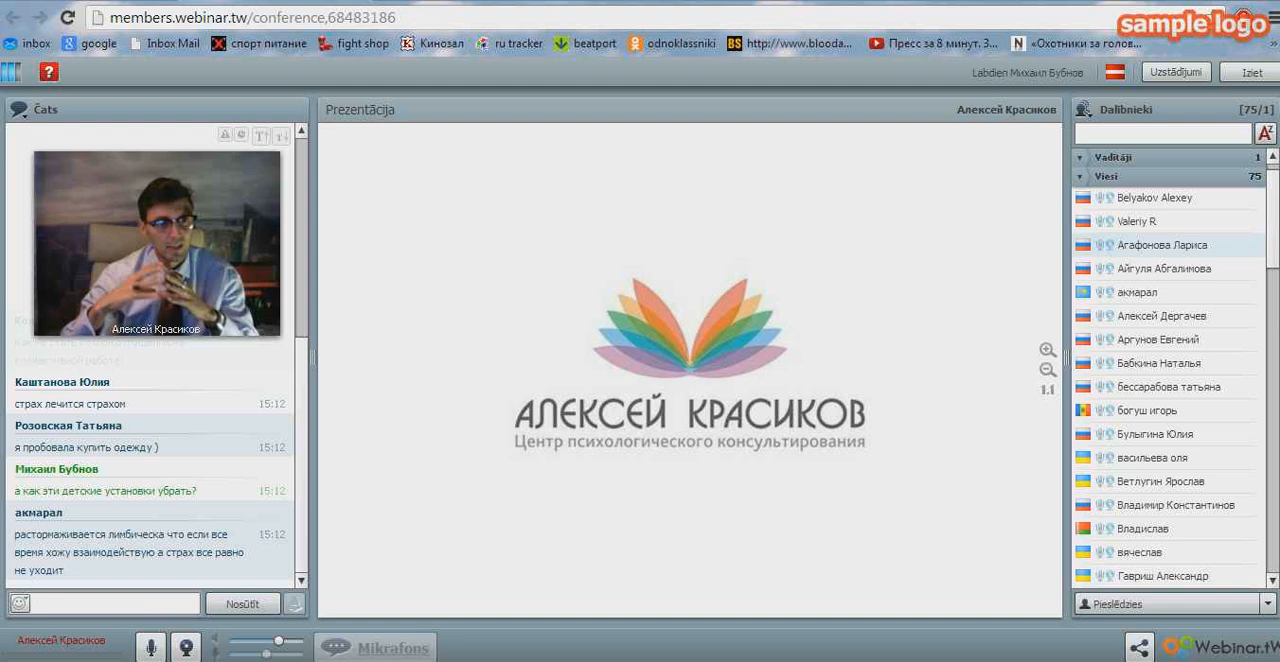 members.webinar.tw/conference,68483186
sample logo
inbox
google
Inbox Mail
спорт питание
fight shop
Кинозал
ru tracker
beatport
odnoklassniki
http://www.blooda...
Пресс за 8 минут. З...
«Охотники за голов...
Labdien Михаил Бубнов
Uzstādījumi
Iziet
Čats
Алексей Красиков
Каштанова Юлия
страх лечится страхом 15:12
Розовская Татьяна
я пробовала купить одежду ) 15:12
Михаил Бубнов
а как эти детские установки убрать? 15:12
акмарал
растормаживается лимбическа что если все 15:12
время хожу взаимодействую а страх все равно
не уходит
Nosūtīt
Prezentācija
Алексей Красиков
АЛЕКСЕЙ КРАСИКОВ
Центр психологического консультирования
1:1
Dalībnieki [75/1]
Vadītāji 1
Viesi 75
Belyakov Alexey
Valeriy R
Агафонова Лариса
Айгуля Абгалимова
акмарал
Алексей Дергачев
Аргунов Евгений
Бабкина Наталья
бессарабова татьяна
богуш игорь
Булыгина Юлия
васильева оля
Ветлугин Ярослав
Владимир Константинов
Владислав
вячеслав
Гавриш Александр
Pieslēdzies
Алексей Красиков
Mikrafons
Webinar.tw